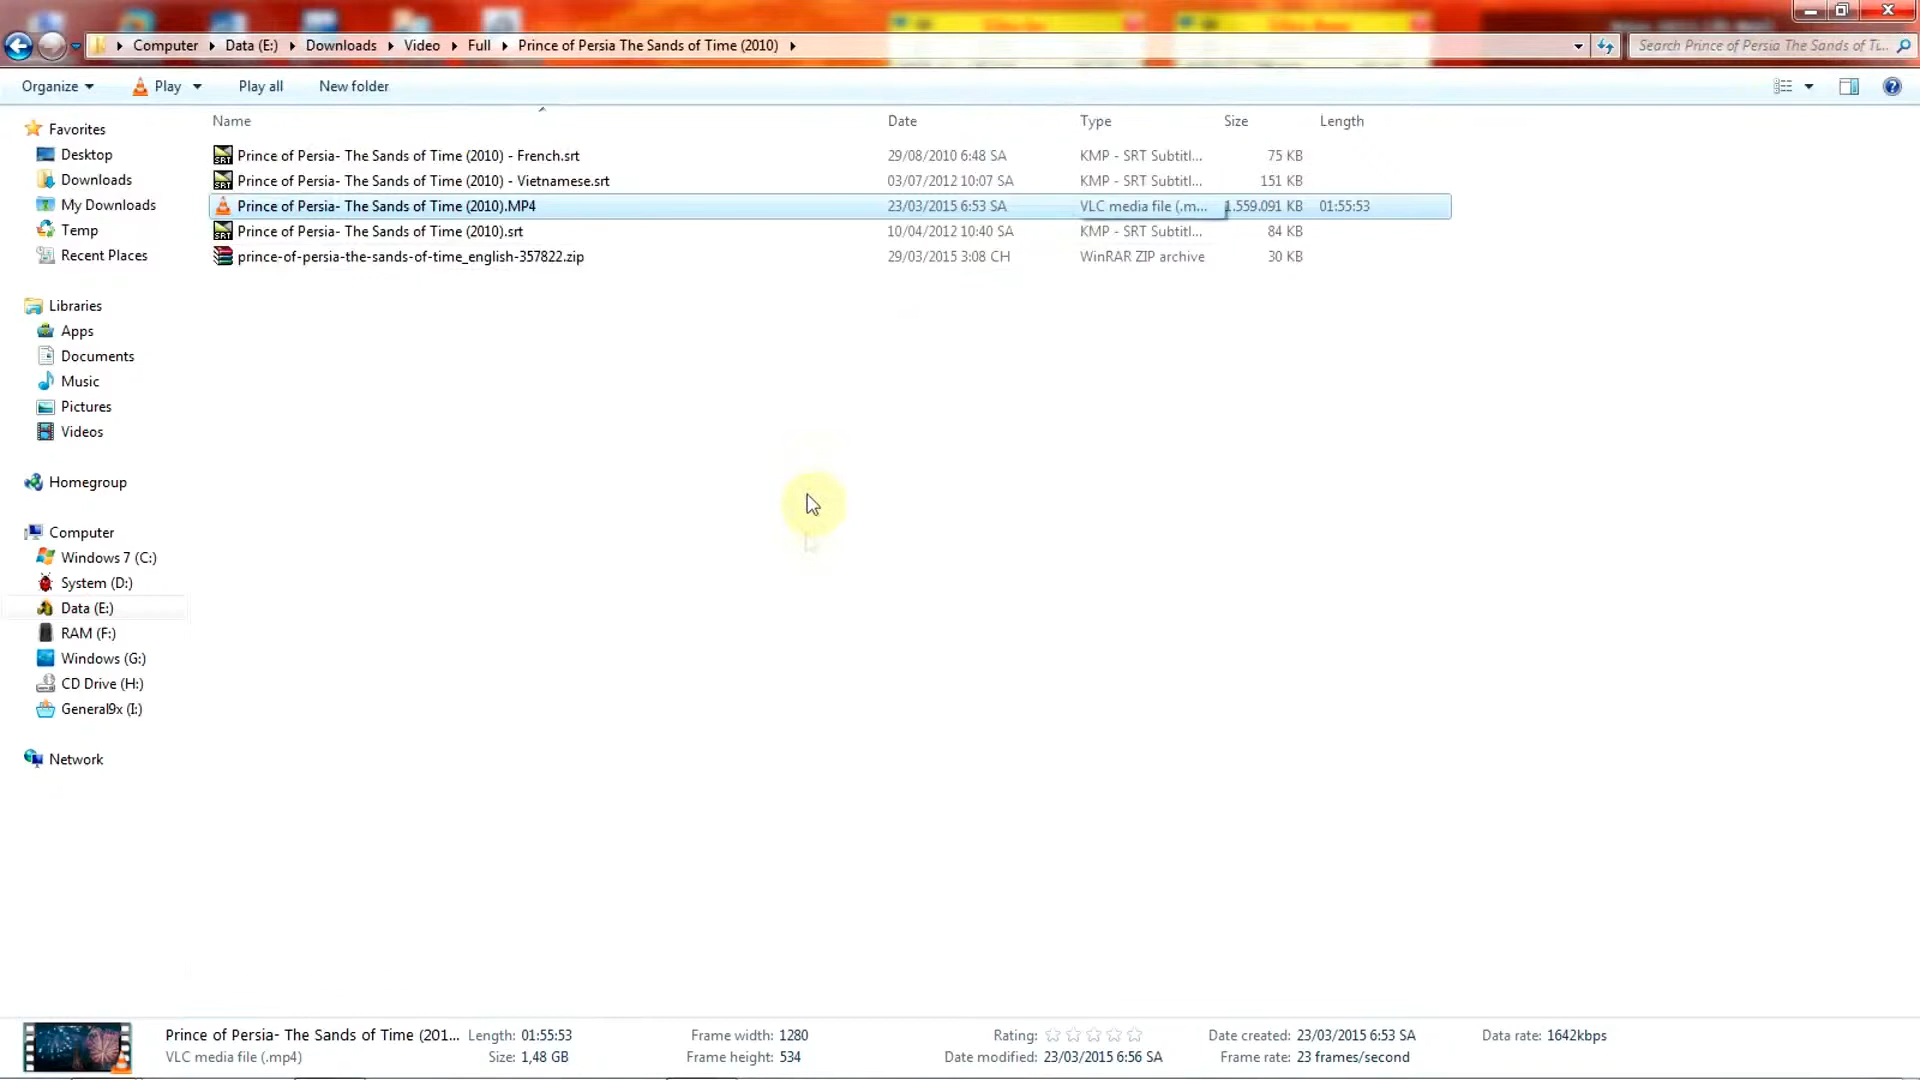 Computer Data (E:) Downloads Video Full Prince of Persia The Sands of Time (2010) Search Prince of Persia The Sands of Ti...
Organize Play Play all New folder
Favorites
Desktop
Downloads
My Downloads
Temp
Recent Places
Libraries
Apps
Documents
Music
Pictures
Videos
Homegroup
Computer
Windows 7 (C:)
System (D:)
Data (E:)
RAM (F:)
Windows (G:)
CD Drive (H:)
General9x (I:)
Network
Name Date Type Size Length
SRT Prince of Persia- The Sands of Time (2010) - French.srt 29/08/2010 6:48 SA KMP - SRT Subtitl... 75 KB
SRT Prince of Persia- The Sands of Time (2010) - Vietnamese.srt 03/07/2012 10:07 SA KMP - SRT Subtitl... 151 KB
Prince of Persia- The Sands of Time (2010).MP4 23/03/2015 6:53 SA VLC media file (.m... 1.559.091 KB 01:55:53
SRT Prince of Persia- The Sands of Time (2010).srt 10/04/2012 10:40 SA KMP - SRT Subtitl... 84 KB
prince-of-persia-the-sands-of-time_english-357822.zip 29/03/2015 3:08 CH WinRAR ZIP archive 30 KB
Prince of Persia- The Sands of Time (201... Length: 01:55:53 Frame width: 1280 Rating: Date created: 23/03/2015 6:53 SA Data rate: 1642kbps
VLC media file (.mp4) Size: 1,48 GB Frame height: 534 Date modified: 23/03/2015 6:56 SA Frame rate: 23 frames/second